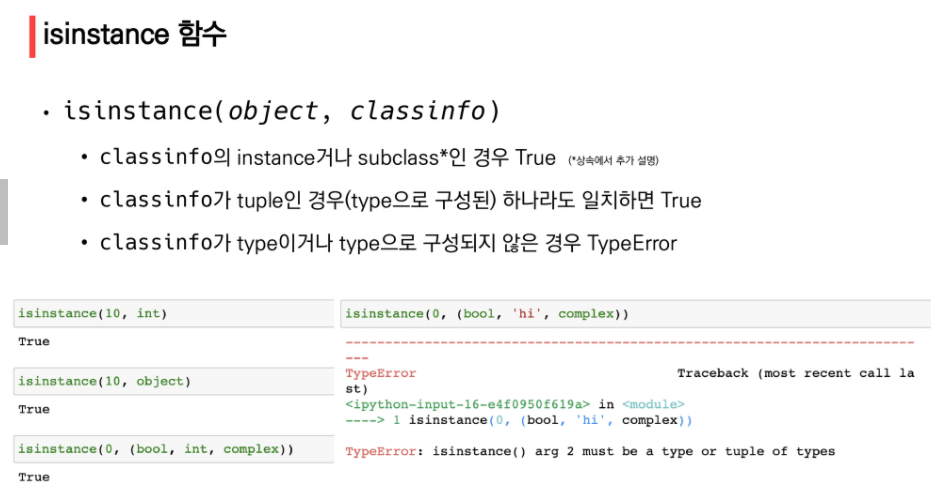 isinstance 함수
• isinstance(object, classinfo)
• classinfo의 instance거나 subclass*인 경우 True (*상속에서 추가 설명)
• classinfo가 tuple인 경우(type으로 구성된) 하나라도 일치하면 True
• classinfo가 type이거나 type으로 구성되지 않은 경우 TypeError
isinstance(10, int)
True
isinstance(10, object)
True
isinstance(0, (bool, int, complex))
True
isinstance(0, (bool, 'hi', complex))
---------------------------------------------------------------------------
TypeError Traceback (most recent call la
st)
<ipython-input-16-e4f0950f619a> in <module>
----> 1 isinstance(0, (bool, 'hi', complex))
TypeError: isinstance() arg 2 must be a type or tuple of types